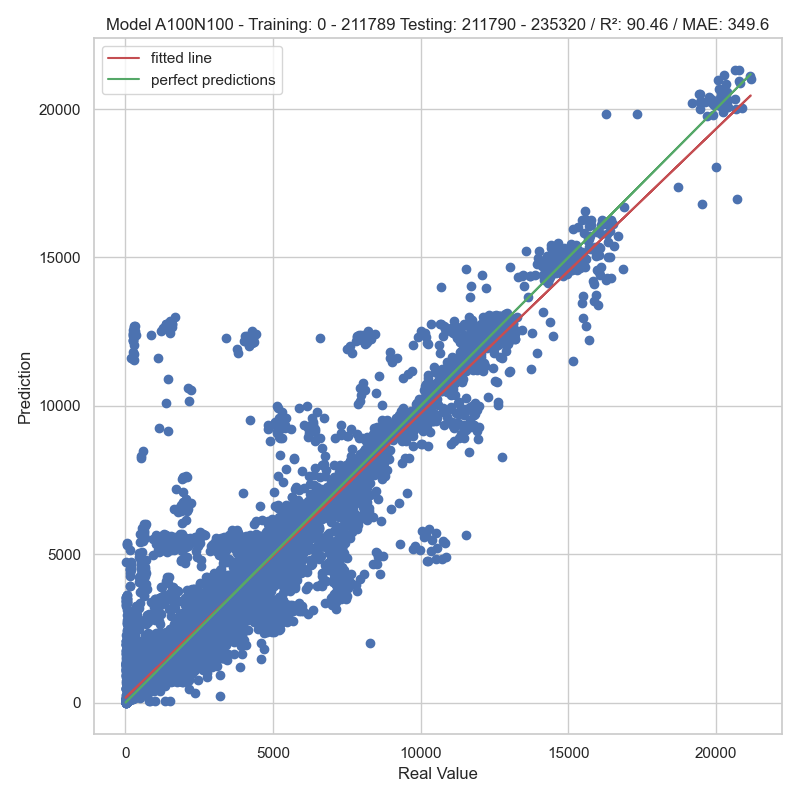 Model A100N100 - Training: 0 - 211789 Testing: 211790 - 235320 / R²: 90.46 / MAE: 349.6
fitted line
perfect predictions
20000
15000
10000
5000
0
Prediction
0 5000 10000 15000 20000
Real Value